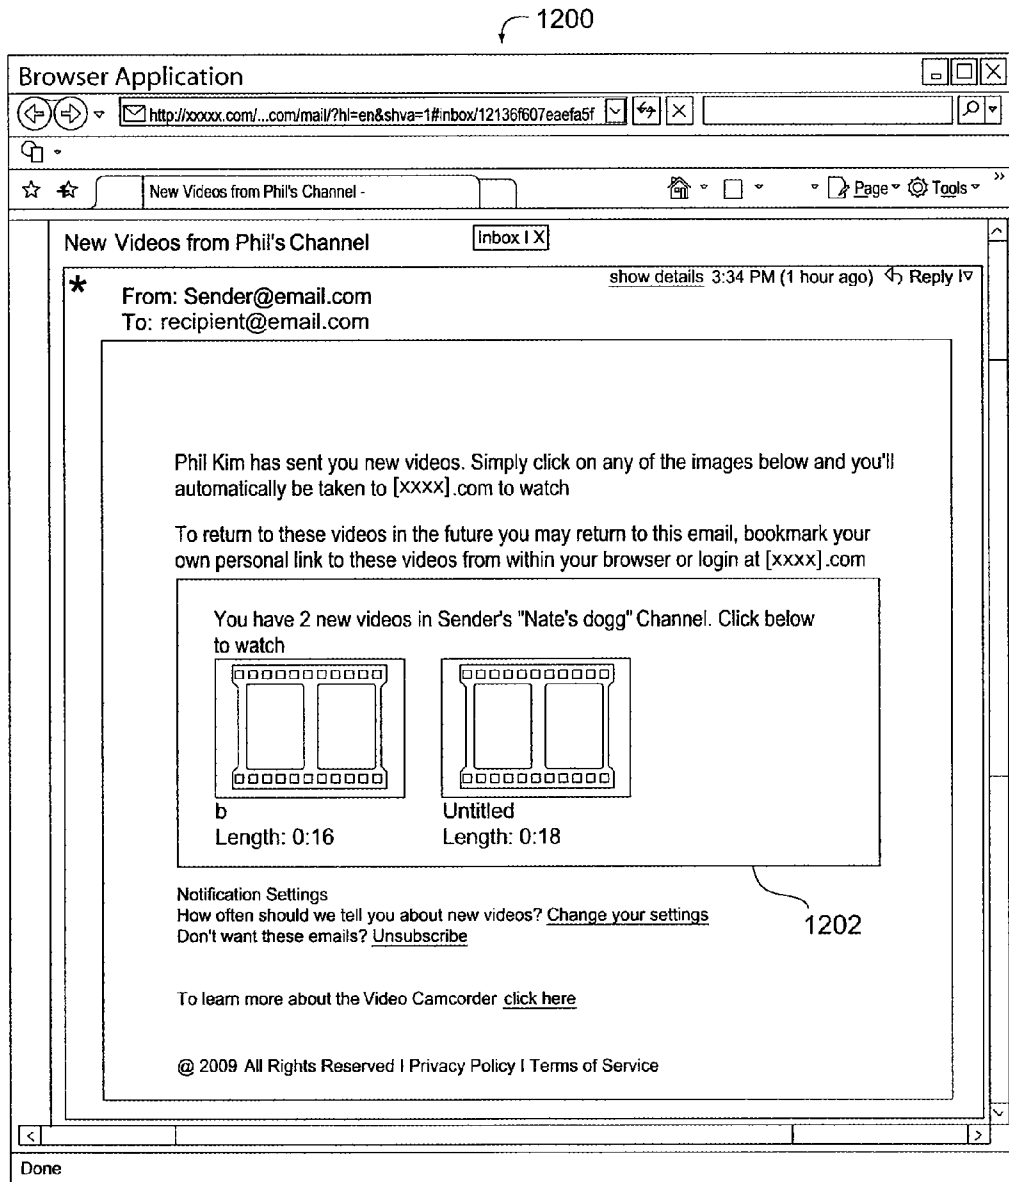 1200
Browser Application
http://xxxxx.com/...com/mail/?hl=en&shva=1#inbox/12136f607eaefa5f
New Videos from Phil's Channel -
Page
Tools
»
New Videos from Phil's Channel
Inbox I X
show details 3:34 PM (1 hour ago) Reply I
*
From: Sender@email.com
To: recipient@email.com
Phil Kim has sent you new videos. Simply click on any of the images below and you'll
automatically be taken to [xxxx].com to watch
To return to these videos in the future you may return to this email, bookmark your
own personal link to these videos from within your browser or login at [xxxx].com
You have 2 new videos in Sender's "Nate's dogg" Channel. Click below
to watch
b
Length: 0:16
Untitled
Length: 0:18
1202
Notification Settings
How often should we tell you about new videos? Change your settings
Don't want these emails? Unsubscribe
To learn more about the Video Camcorder click here
@ 2009 All Rights Reserved I Privacy Policy I Terms of Service
Done